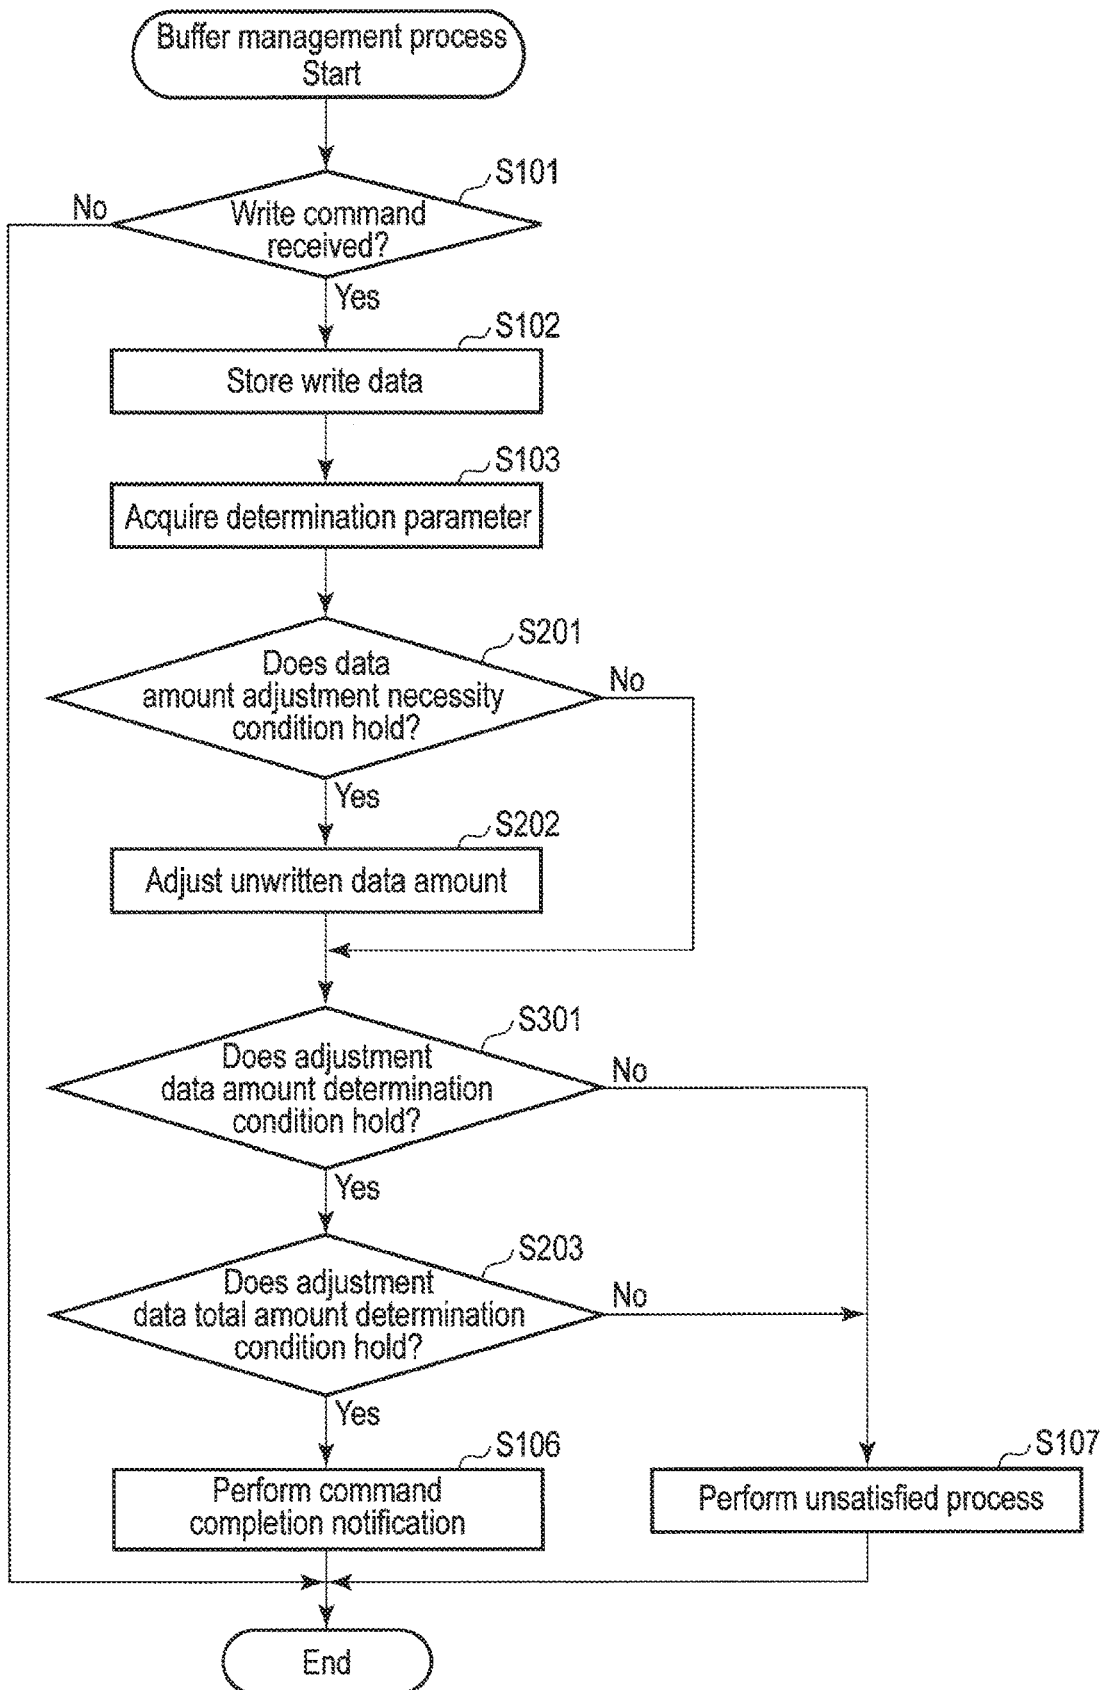 Buffer management process
Start
S101
No
Write command
received?
Yes
S102
Store write data
S103
Acquire determination parameter
S201
Does data
amount adjustment necessity
condition hold?
No
Yes
S202
Adjust unwritten data amount
S301
Does adjustment
data amount determination
condition hold?
No
Yes
S203
Does adjustment
data total amount determination
condition hold?
No
Yes
S106
Perform command
completion notification
S107
Perform unsatisfied process
End